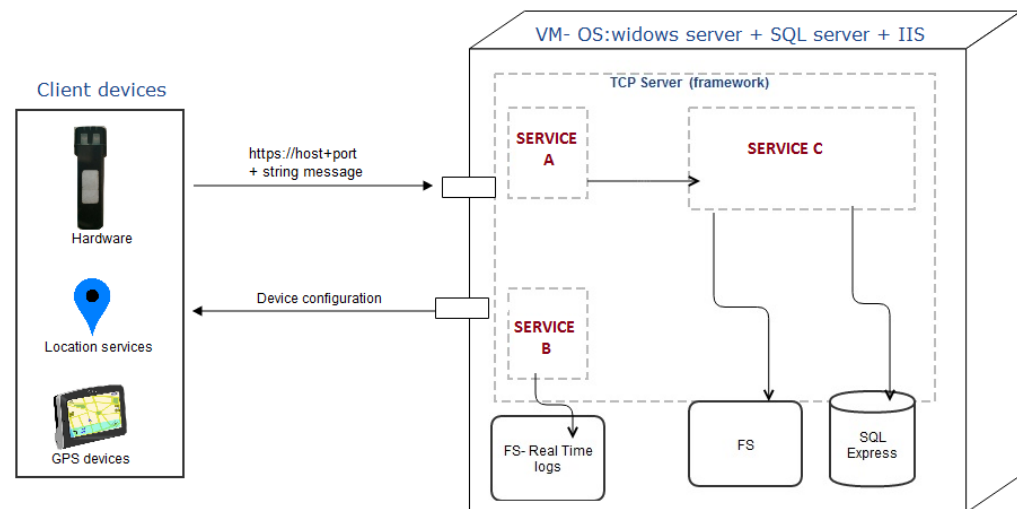 VM- OS:widows server + SQL server + IIS
Client devices
TCP Server (framework)
https://host+port
+ string message
SERVICE
A
SERVICE C
Hardware
Device configuration
SERVICE
B
Location services
GPS devices
FS- Real Time
logs
FS
SQL
Express